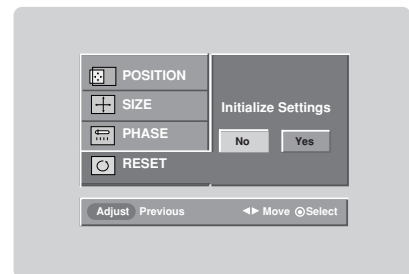 POSITION
SIZE
PHASE
RESET
Initialize Settings
No Yes
Adjust Previous ◄► Move ⊙Select